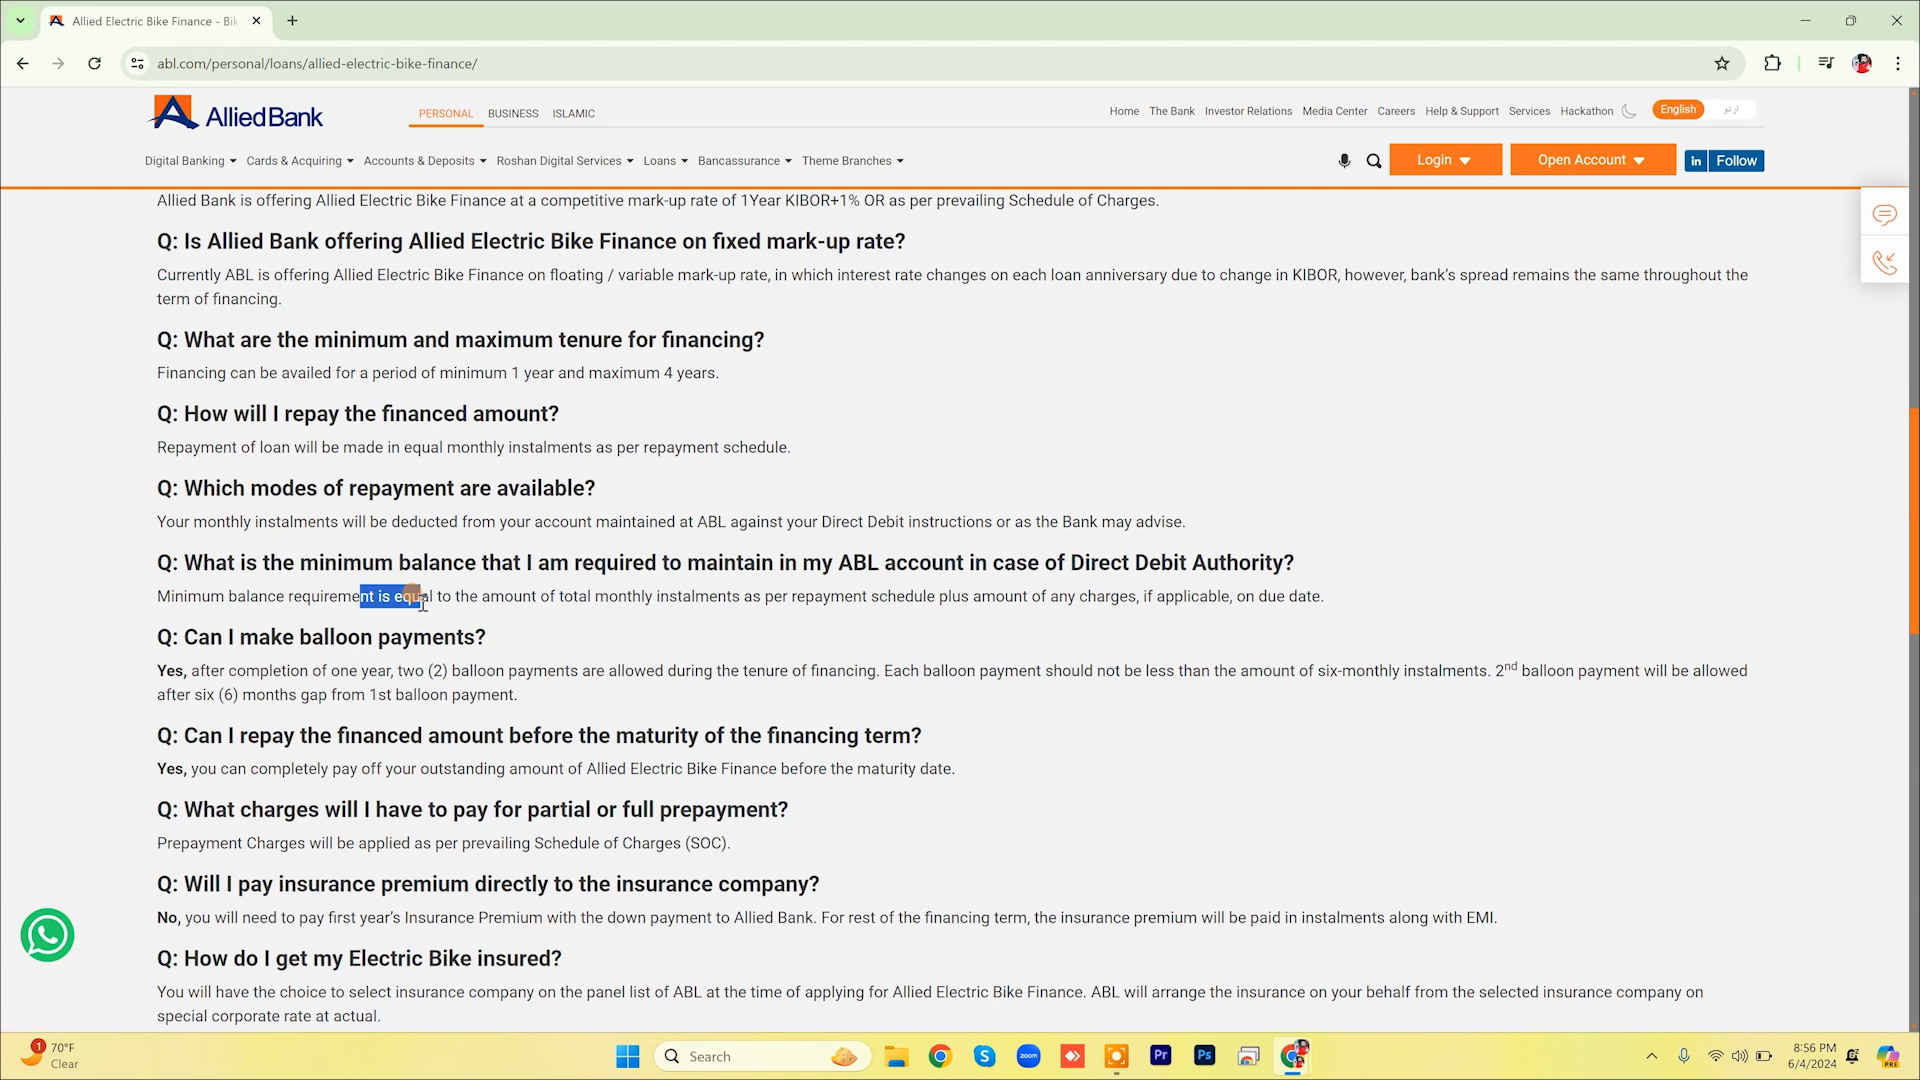 Allied Electric Bike Finance - Bik
abl.com/personal/loans/allied-electric-bike-finance/
Allied Bank
PERSONAL BUSINESS ISLAMIC
Home The Bank Investor Relations Media Center Careers Help & Support Services Hackathon English اردو
Digital Banking Cards & Acquiring Accounts & Deposits Roshan Digital Services Loans Bancassurance Theme Branches Login Open Account in Follow
Allied Bank is offering Allied Electric Bike Finance at a competitive mark-up rate of 1Year KIBOR+1% OR as per prevailing Schedule of Charges.
Q: Is Allied Bank offering Allied Electric Bike Finance on fixed mark-up rate?
Currently ABL is offering Allied Electric Bike Finance on floating / variable mark-up rate, in which interest rate changes on each loan anniversary due to change in KIBOR, however, bank's spread remains the same throughout the
term of financing.
Q: What are the minimum and maximum tenure for financing?
Financing can be availed for a period of minimum 1 year and maximum 4 years.
Q: How will I repay the financed amount?
Repayment of loan will be made in equal monthly instalments as per repayment schedule.
Q: Which modes of repayment are available?
Your monthly instalments will be deducted from your account maintained at ABL against your Direct Debit instructions or as the Bank may advise.
Q: What is the minimum balance that I am required to maintain in my ABL account in case of Direct Debit Authority?
Minimum balance requirement is equal to the amount of total monthly instalments as per repayment schedule plus amount of any charges, if applicable, on due date.
Q: Can I make balloon payments?
Yes, after completion of one year, two (2) balloon payments are allowed during the tenure of financing. Each balloon payment should not be less than the amount of six-monthly instalments. 2nd balloon payment will be allowed
after six (6) months gap from 1st balloon payment.
Q: Can I repay the financed amount before the maturity of the financing term?
Yes, you can completely pay off your outstanding amount of Allied Electric Bike Finance before the maturity date.
Q: What charges will I have to pay for partial or full prepayment?
Prepayment Charges will be applied as per prevailing Schedule of Charges (SOC).
Q: Will I pay insurance premium directly to the insurance company?
No, you will need to pay first year's Insurance Premium with the down payment to Allied Bank. For rest of the financing term, the insurance premium will be paid in instalments along with EMI.
Q: How do I get my Electric Bike insured?
You will have the choice to select insurance company on the panel list of ABL at the time of applying for Allied Electric Bike Finance. ABL will arrange the insurance on your behalf from the selected insurance company on
special corporate rate at actual.
1 70°F
Clear
Search
zoom
Pr
Ps
8:56 PM
6/4/2024
PRE